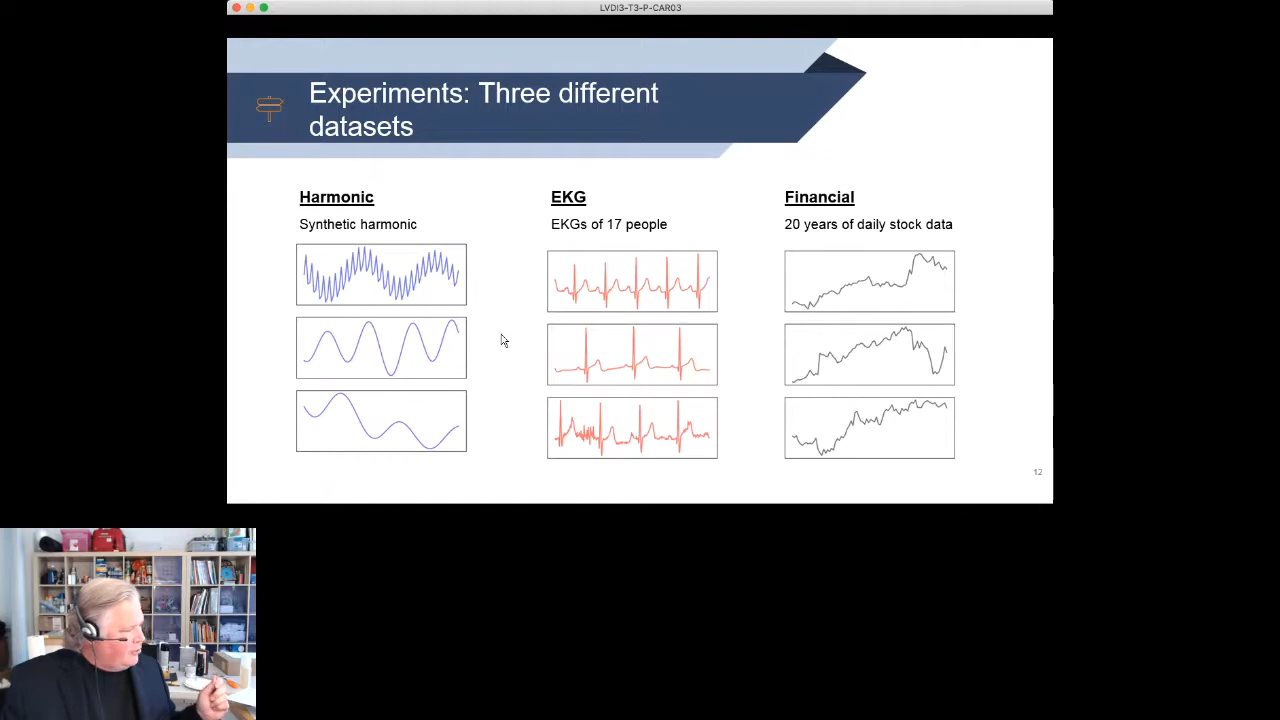 LVDI3-T3-P-CAR03
Experiments: Three different
datasets
Harmonic
Synthetic harmonic
EKG
EKGs of 17 people
Financial
20 years of daily stock data
12